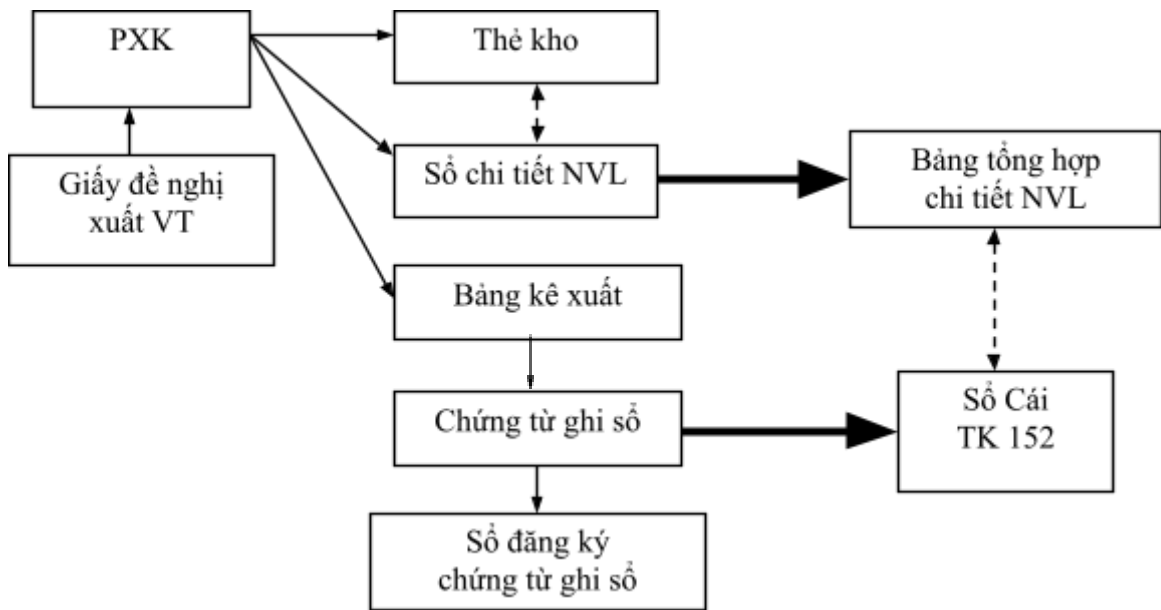 PXK
Thẻ kho
Giấy đề nghị
xuất VT
Sổ chi tiết NVL
Bảng tổng hợp
chi tiết NVL
Bảng kê xuất
Chứng từ ghi sổ
Sổ Cái
TK 152
Sổ đăng ký
chứng từ ghi sổ